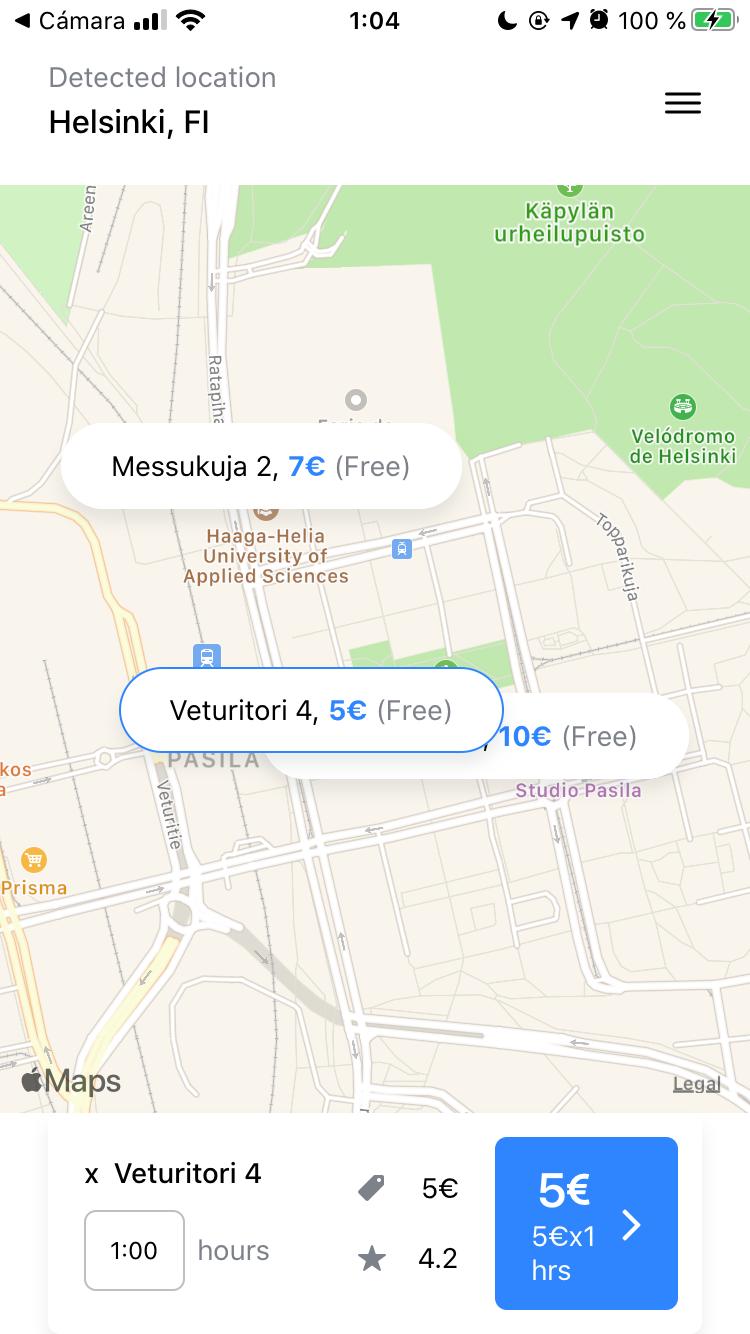 Cámara
1:04
100 %
Detected location
Helsinki, FI
Areen
Käpylän
urheilupuisto
Ratapiha
Velódromo
de Helsinki
Messukuja 2, 7€ (Free)
Haaga-Helia
University of
Applied Sciences
Topparikuja
Veturitori 4, 5€ (Free)
, 10€ (Free)
PASILA
kos
a
Studio Pasila
Veturitie
Prisma
Maps
Legal
x Veturitori 4
5€
5€
1:00 hours
4.2
5€x1
hrs